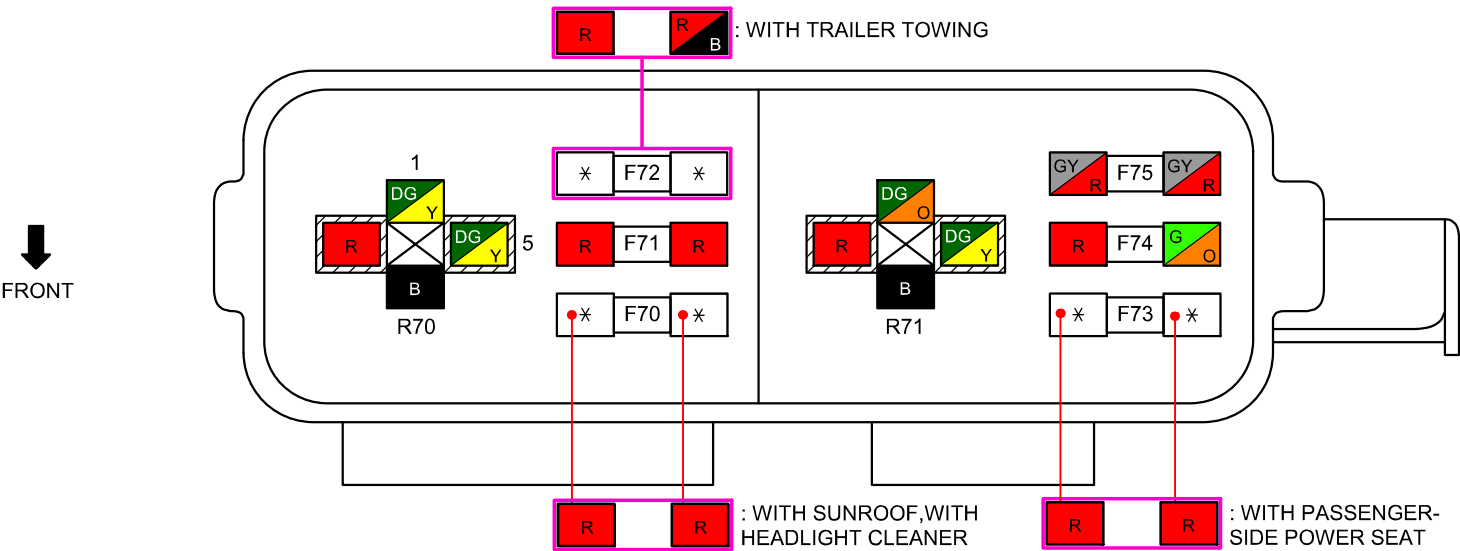 R R B : WITH TRAILER TOWING
1
DG Y
R DG Y 5
B
R70
* F72 *
R F71 R
* F70 *
DG O
R DG Y
B
R71
GY R F75 GY R
R F74 G O
* F73 *
FRONT
R R : WITH SUNROOF,WITH
HEADLIGHT CLEANER
R R : WITH PASSENGER-
SIDE POWER SEAT